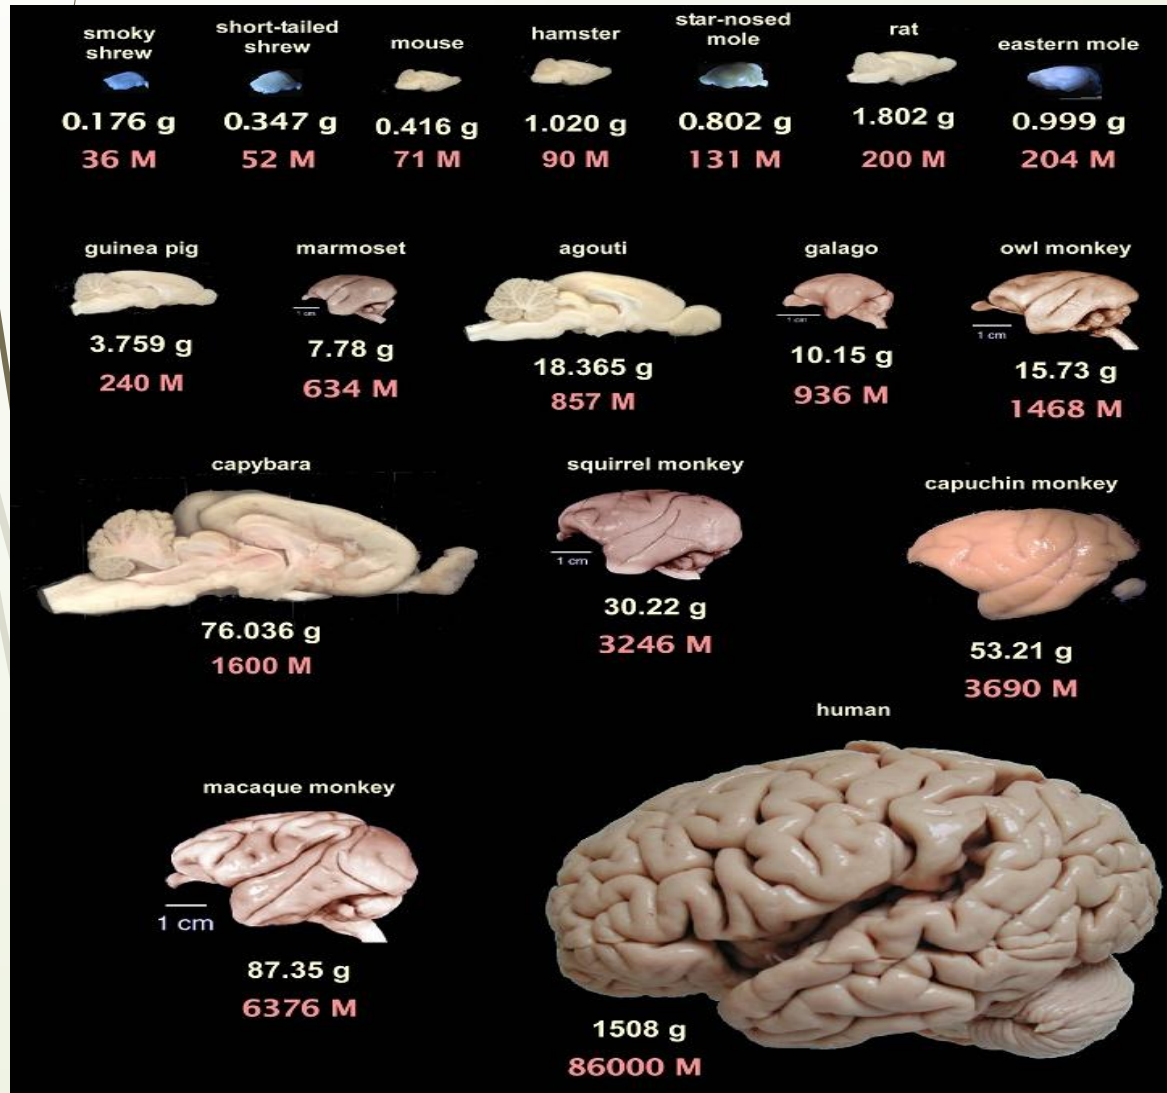 smoky
shrew
0.176 g
36 M
short-tailed
shrew
0.347 g
52 M
mouse
0.416 g
71 M
hamster
1.020 g
90 M
star-nosed
mole
0.802 g
131 M
rat
1.802 g
200 M
eastern mole
0.999 g
204 M
guinea pig
3.759 g
240 M
marmoset
1 cm
7.78 g
634 M
agouti
18.365 g
857 M
galago
1 cm
10.15 g
936 M
owl monkey
1 cm
15.73 g
1468 M
capybara
76.036 g
1600 M
squirrel monkey
1 cm
30.22 g
3246 M
capuchin monkey
53.21 g
3690 M
macaque monkey
1 cm
87.35 g
6376 M
human
1508 g
86000 M